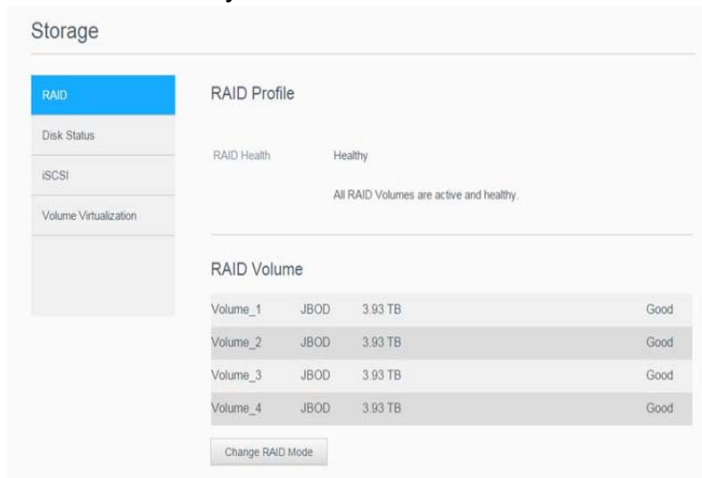 Storage
RAID
Disk Status
iSCSI
Volume Virtualization
RAID Profile
RAID Health Healthy
All RAID Volumes are active and healthy.
RAID Volume
Volume_1 JBOD 3.93 TB Good
Volume_2 JBOD 3.93 TB Good
Volume_3 JBOD 3.93 TB Good
Volume_4 JBOD 3.93 TB Good
Change RAID Mode